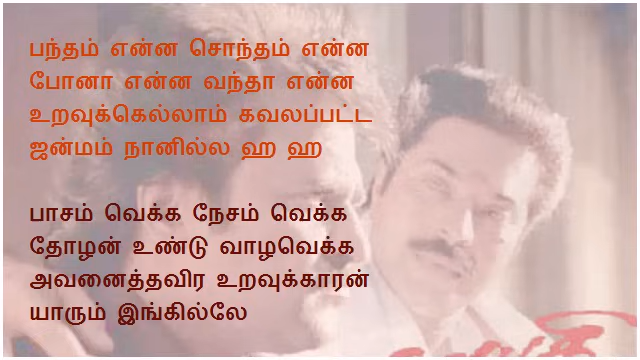 பந்தம் என்ன சொந்தம் என்ன
போனா என்ன வந்தா என்ன
உறவுக்கெல்லாம் கவலப்பட்ட
ஜன்மம் நானில்ல ஹ ஹ
பாசம் வெக்க நேசம் வெக்க
தோழன் உண்டு வாழவெக்க
அவனைத்தவிர உறவுக்காரன்
யாரும் இங்கில்லே